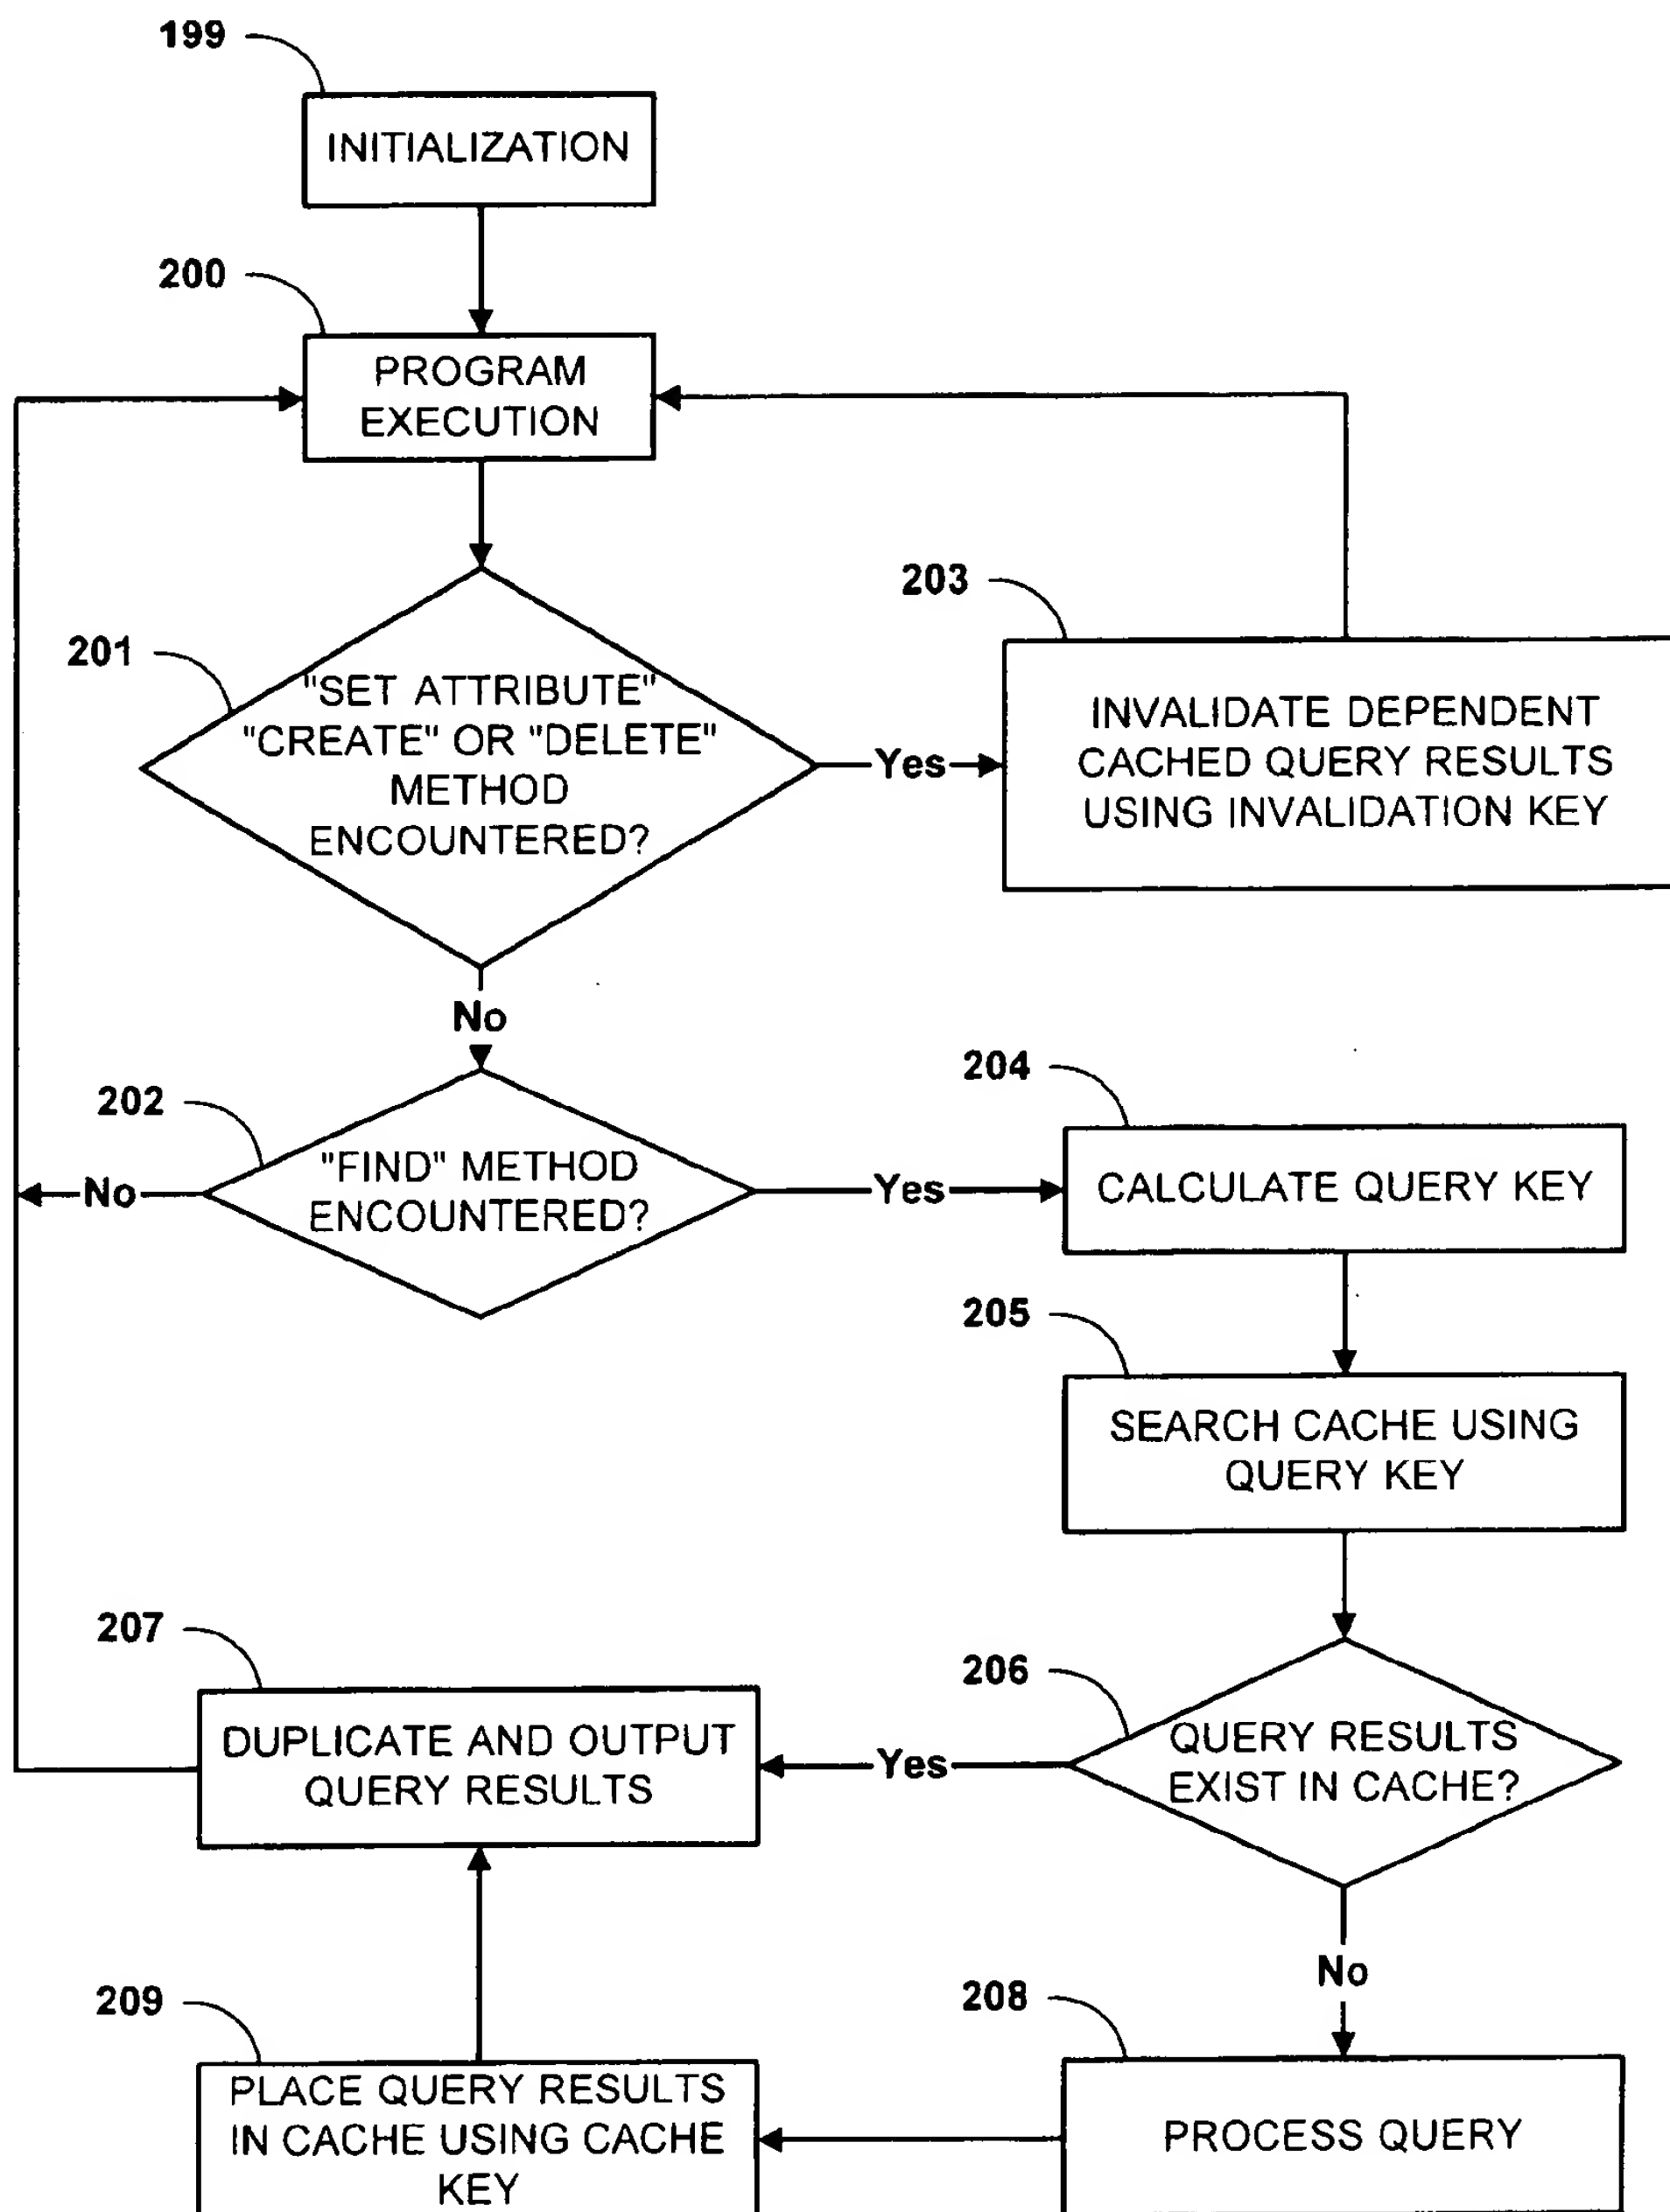 199
INITIALIZATION
200
PROGRAM
EXECUTION
201
"SET ATTRIBUTE"
"CREATE" OR "DELETE"
METHOD
ENCOUNTERED?
Yes
203
INVALIDATE DEPENDENT
CACHED QUERY RESULTS
USING INVALIDATION KEY
No
202
"FIND" METHOD
ENCOUNTERED?
No
Yes
204
CALCULATE QUERY KEY
205
SEARCH CACHE USING
QUERY KEY
206
QUERY RESULTS
EXIST IN CACHE?
Yes
207
DUPLICATE AND OUTPUT
QUERY RESULTS
No
208
PROCESS QUERY
209
PLACE QUERY RESULTS
IN CACHE USING CACHE
KEY